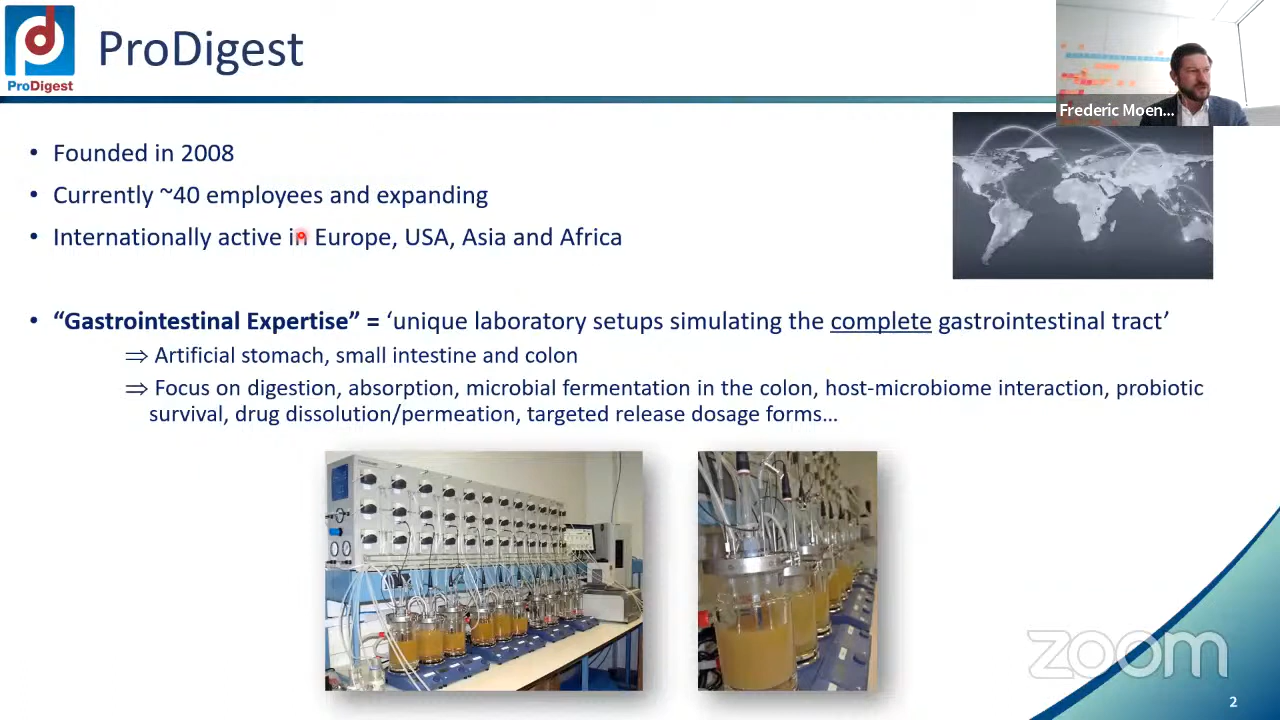 ProDigest
ProDigest
Frederic Moen...
• Founded in 2008
• Currently ~40 employees and expanding
• Internationally active in Europe, USA, Asia and Africa
• “Gastrointestinal Expertise” = ‘unique laboratory setups simulating the complete gastrointestinal tract’
⇒ Artificial stomach, small intestine and colon
⇒ Focus on digestion, absorption, microbial fermentation in the colon, host-microbiome interaction, probiotic
survival, drug dissolution/permeation, targeted release dosage forms…
zoom
2